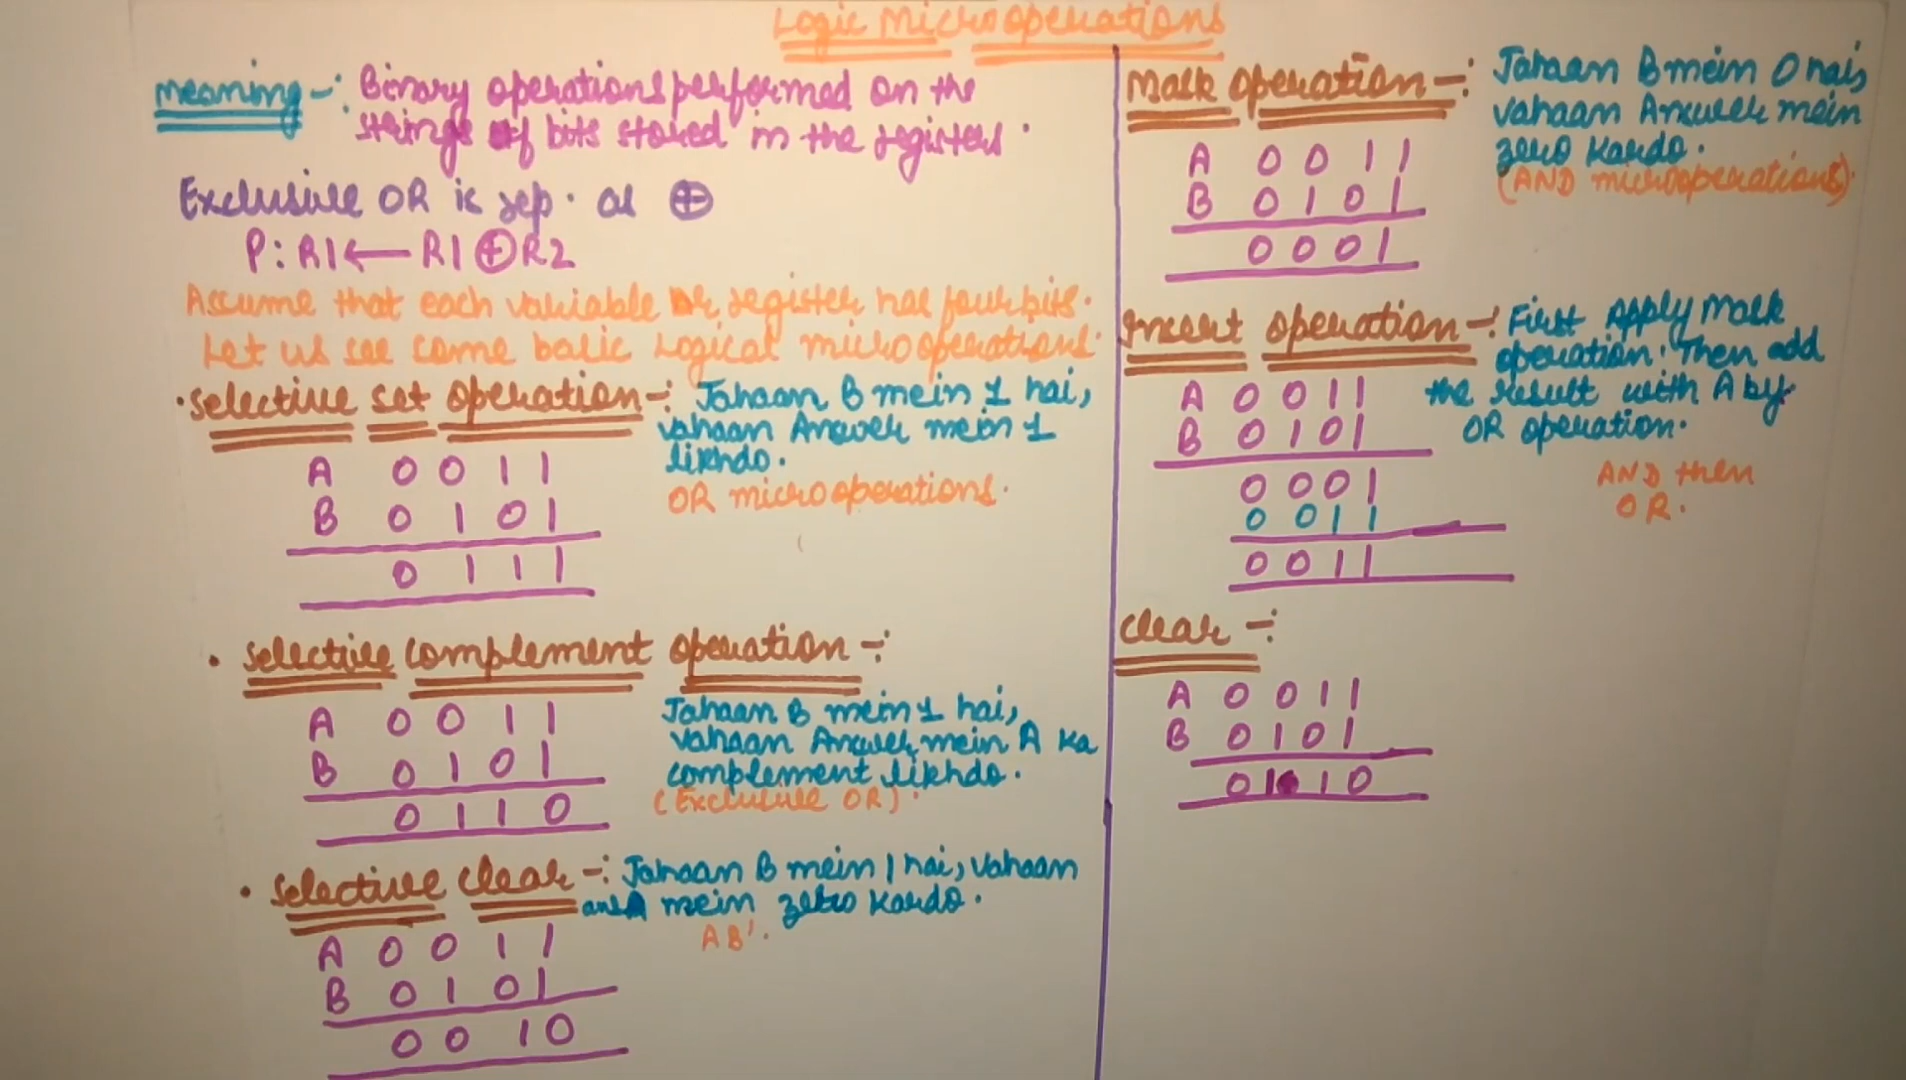 Logic Microoperations
meaning -: Binary operations performed on the
strings of bits stored in the registers.
Exclusive OR is rep. as ⊕
P: R1 ← R1 ⊕ R2
Assume that each variable or register has four bits.
Let us see some basic Logical microoperations.
• Selective set operation -: Jahaan B mein 1 hai,
vahaan Answer mein 1
likhdo.
OR microoperations.
A 0 0 1 1
B 0 1 0 1
0 1 1 1
• Selective complement operation -:
Jahaan B mein 1 hai,
vahaan Answer mein A ka
complement likhdo.
(Exclusive OR).
A 0 0 1 1
B 0 1 0 1
0 1 1 0
• Selective clear -: Jahaan B mein 1 hai, vahaan
mein zero kardo.
AB'.
A 0 0 1 1
B 0 1 0 1
0 0 1 0
Mask operation -: Jahaan B mein 0 hai,
vahaan Answer mein
zero kardo.
(AND microoperations).
A 0 0 1 1
B 0 1 0 1
0 0 0 1
Insert operation -: First Apply Mask
operation. Then add
the result with A by
OR operation.
AND then
OR.
A 0 0 1 1
B 0 1 0 1
0 0 0 1
0 0 1 1
0 0 1 1
Clear -:
A 0 0 1 1
B 0 1 0 1
0 1 1 0